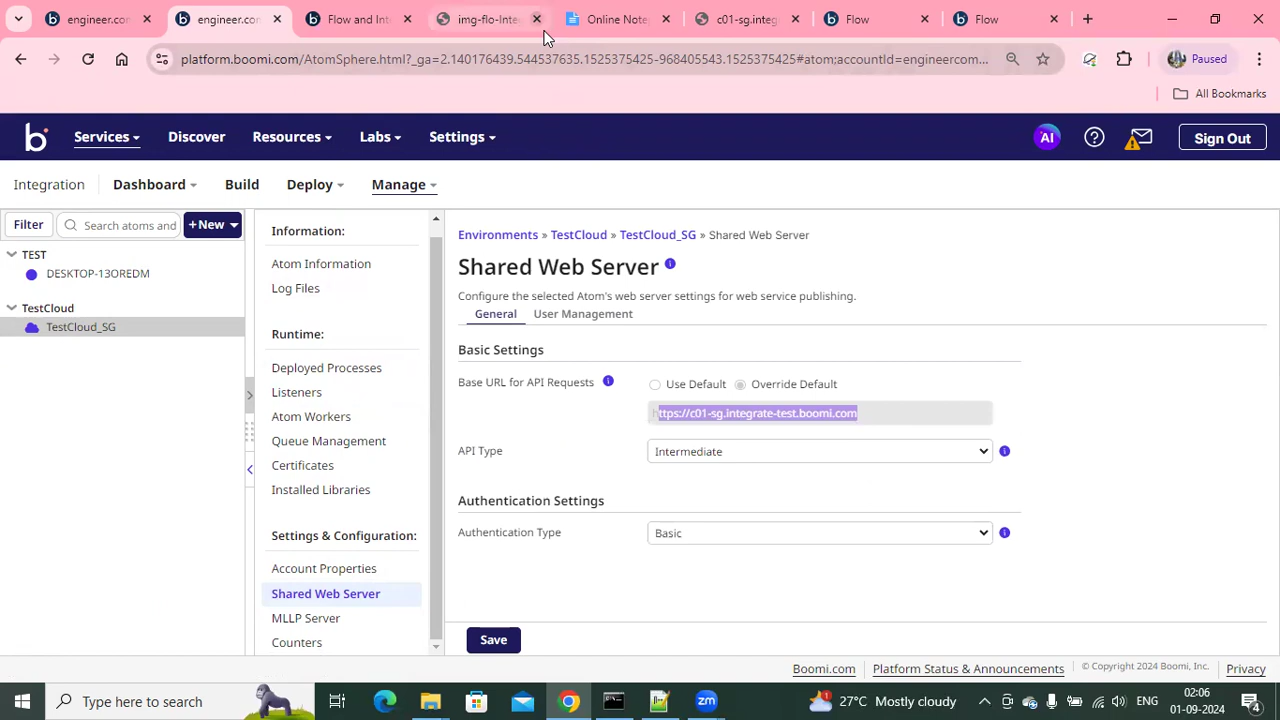 engineer.com
engineer.com
Flow and Int
img-flo-Inte
Online Note
c01-sg.integ
Flow
Flow
platform.boomi.com/AtomSphere.html?_ga=2.140176439.544537635.1525375425-968405543.1525375425#atom;accountId=engineercom...
Paused
All Bookmarks
b
Services
Discover
Resources
Labs
Settings
AI
Sign Out
Integration
Dashboard
Build
Deploy
Manage
Filter
Search atoms and
+New
TEST
DESKTOP-13OREDM
TestCloud
TestCloud_SG
Information:
Atom Information
Log Files
Runtime:
Deployed Processes
Listeners
Atom Workers
Queue Management
Certificates
Installed Libraries
Settings & Configuration:
Account Properties
Shared Web Server
MLLP Server
Counters
Environments » TestCloud » TestCloud_SG » Shared Web Server
Shared Web Server
Configure the selected Atom's web server settings for web service publishing.
General
User Management
Basic Settings
Base URL for API Requests
Use Default
Override Default
https://c01-sg.integrate-test.boomi.com
API Type
Intermediate
Authentication Settings
Authentication Type
Basic
Save
Boomi.com
Platform Status & Announcements
© Copyright 2024 Boomi, Inc.
Privacy
Type here to search
zm
27°C Mostly cloudy
ENG
02:06
01-09-2024
4